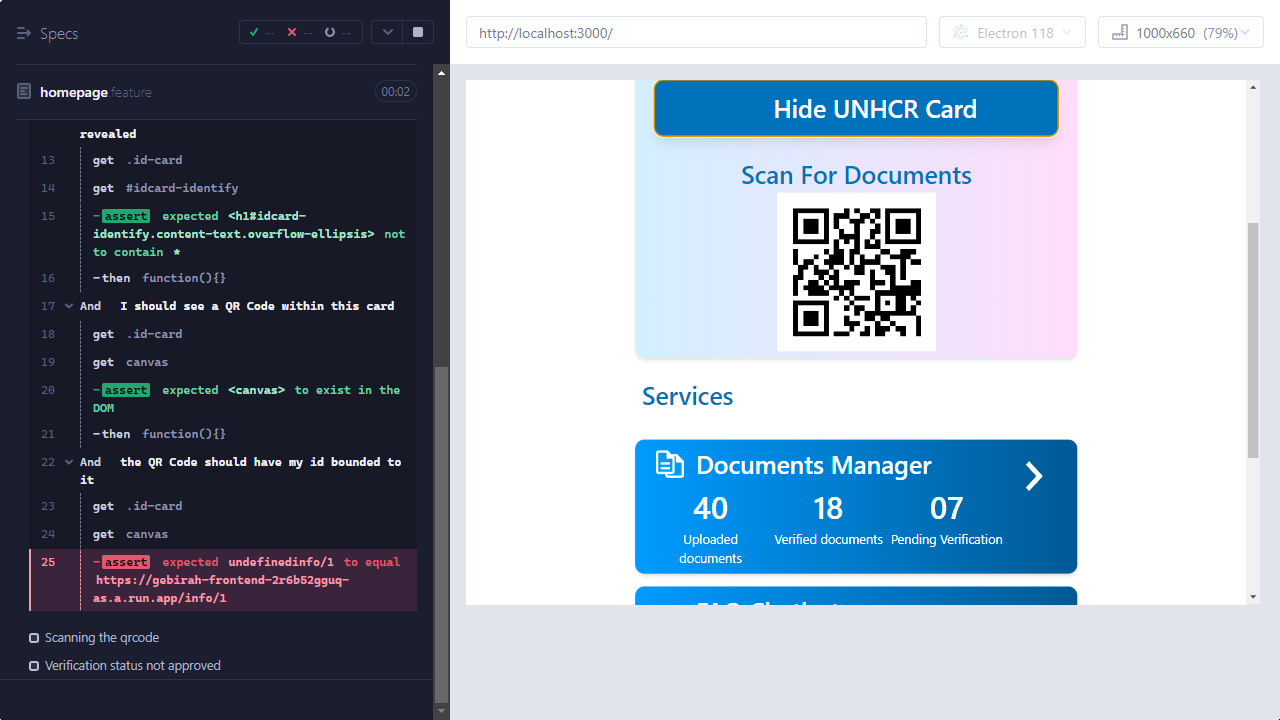 Specs
-- -- --
homepage.feature
00:02
revealed
13 get .id-card
14 get #idcard-identify
15 -assert expected <h1#idcard-
identify.content-text.overflow-ellipsis> not
to contain *
16 -then function(){}
17 And I should see a QR Code within this card
18 get .id-card
19 get canvas
20 -assert expected <canvas> to exist in the
DOM
21 -then function(){}
22 And the QR Code should have my id bounded to
it
23 get .id-card
24 get canvas
25 -assert expected undefinedinfo/1 to equal
https://gebirah-frontend-2r6b52gguq-
as.a.run.app/info/1
Scanning the qrcode
Verification status not approved
http://localhost:3000/
Electron 118
1000x660 (79%)
Hide UNHCR Card
Scan For Documents
Services
Documents Manager
40 18 07
Uploaded
documents
Verified documents
Pending Verification
FAQ Chatbot